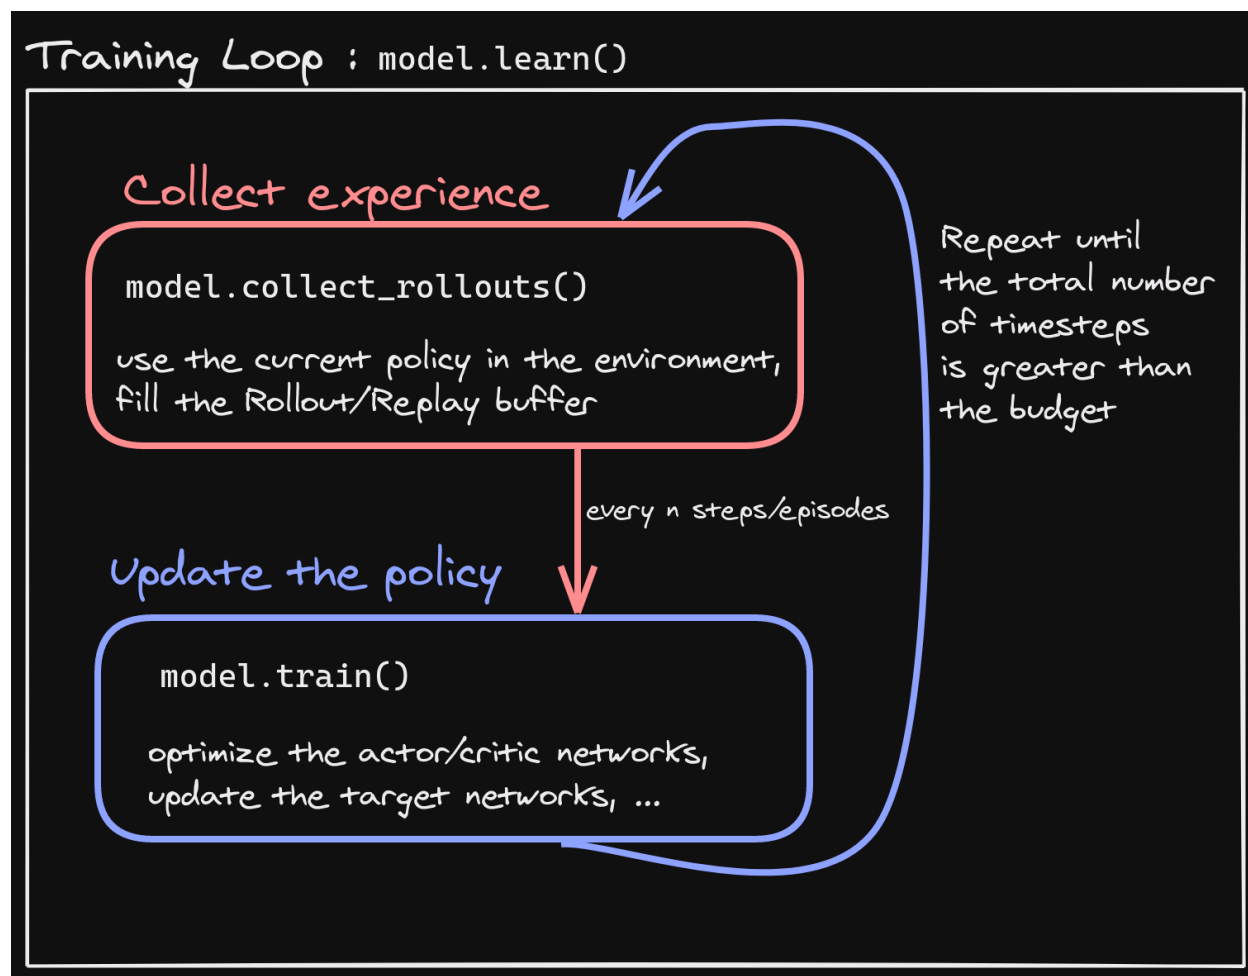 Training Loop : model.learn()
Collect experience
model.collect_rollouts()
use the current policy in the environment,
fill the Rollout/Replay buffer
Repeat until
the total number
of timesteps
is greater than
the budget
every n steps/episodes
Update the policy
model.train()
optimize the actor/critic networks,
update the target networks, ...